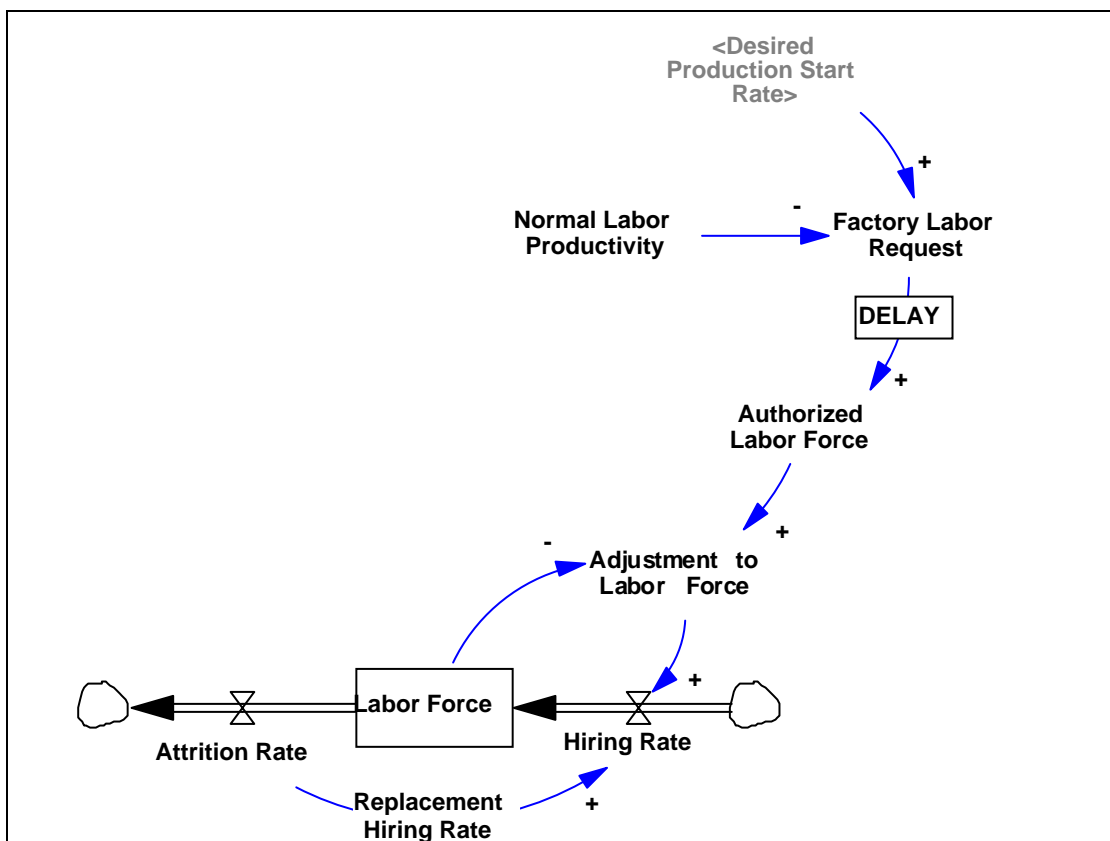 <Desired
Production Start
Rate>
+
-
Normal Labor
Productivity
Factory Labor
Request
DELAY
+
Authorized
Labor Force
+
-
Adjustment to
Labor Force
+
Labor Force
Attrition Rate
Hiring Rate
Replacement
Hiring Rate
+